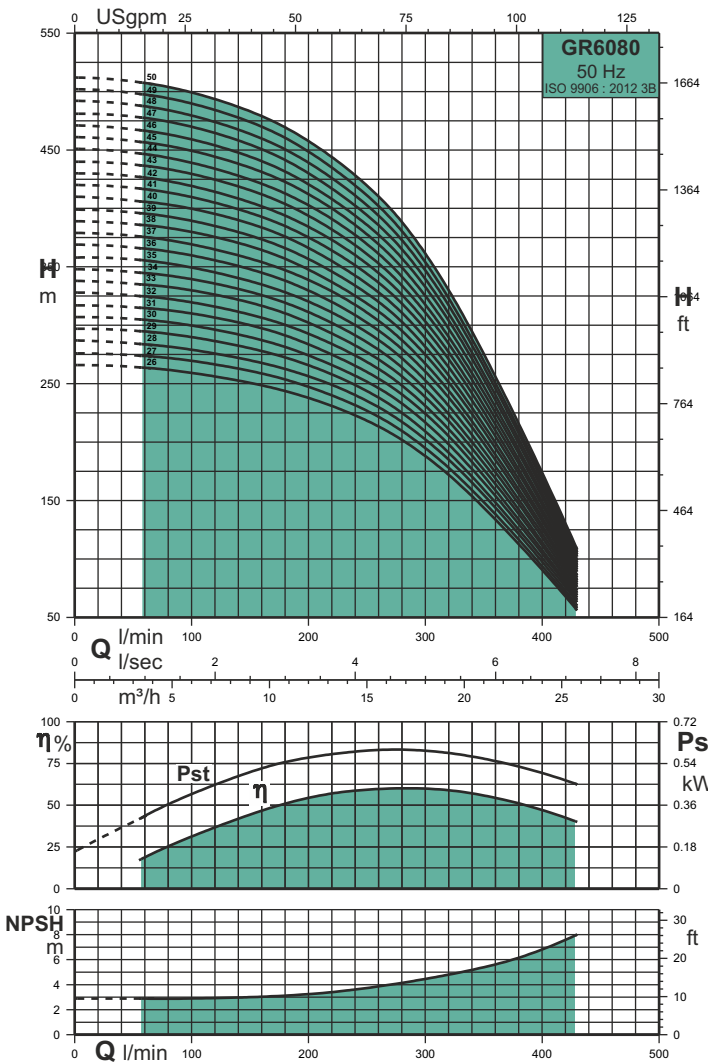 0 USgpm 25 50 75 100 125
550
450
350
250
150
50
H
m
GR6080
50 Hz
ISO 9906 : 2012 3B
1664
1364
1064
764
464
164
H
ft
50
49
48
47
46
45
44
43
42
41
40
39
38
37
36
35
34
33
32
31
30
29
28
27
26
0 100 200 300 400 500
Q l/min
l/sec
0 2 4 6 8
0 m³/h 5 10 15 20 25 30
100
75
50
25
0
η%
Pst
η
0.72
0.54
0.36
0.18
0
Ps
kW
10
8
6
4
2
0
NPSH
m
30
20
10
0
ft
0 100 200 300 400 500
Q l/min